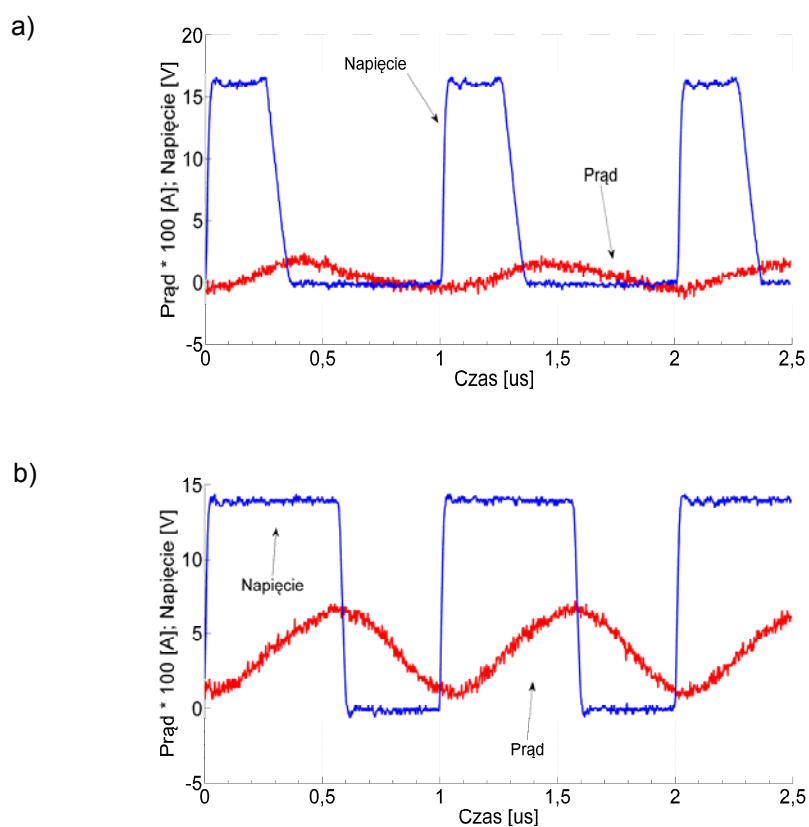 a)
Prąd * 100 [A]; Napięcie [V]
20
15
10
5
0
-5
Napięcie
Prąd
0 0,5 1 1,5 2 2,5
Czas [us]
b)
Prąd * 100 [A]; Napięcie [V]
15
10
5
0
-5
Napięcie
Prąd
0 0,5 1 1,5 2 2,5
Czas [us]